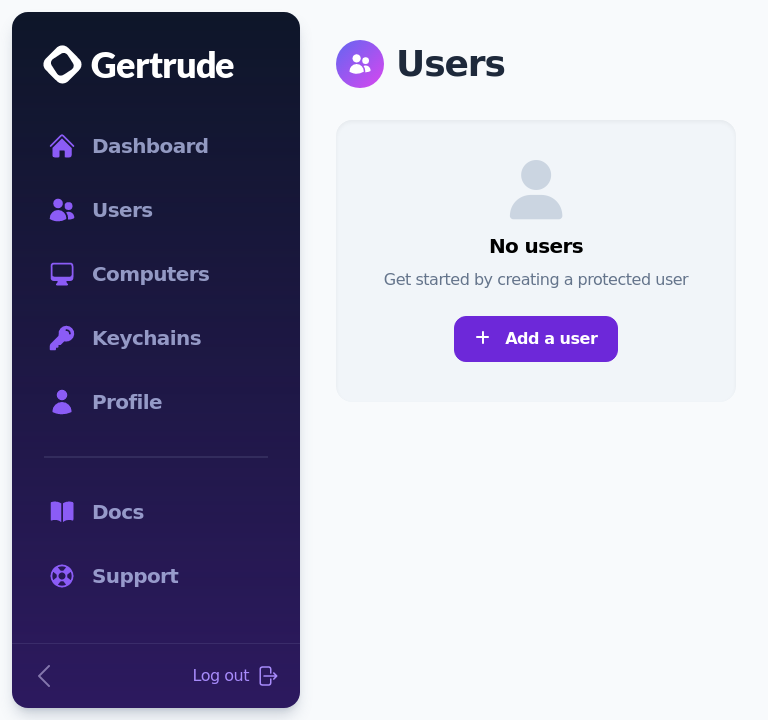 Gertrude
Dashboard
Users
Computers
Keychains
Profile
Docs
Support
Log out
Users
No users
Get started by creating a protected user
Add a user